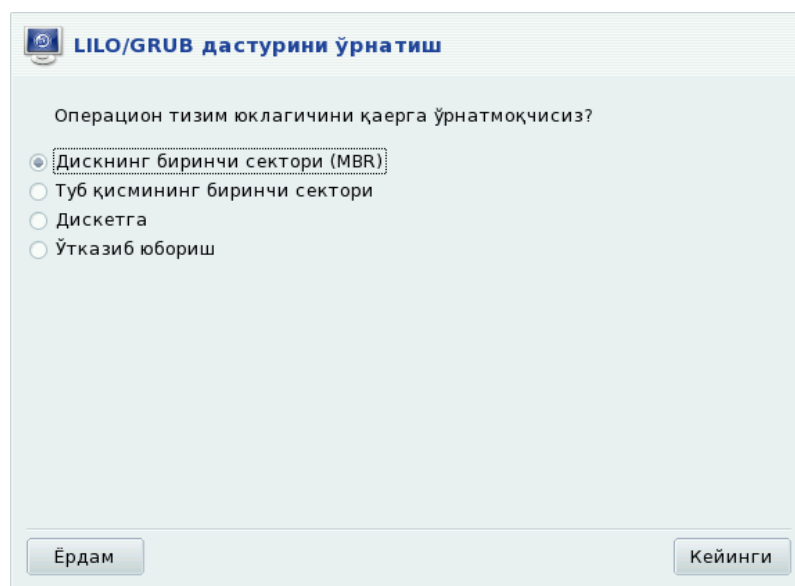 LILO/GRUB дастурини ўрнатиш
Операцион тизим юклагичини қаерга ўрнатмоқчисиз?
Дискнинг биринчи сектори (MBR)
Туб қисмининг биринчи сектори
Дискетга
Ўтказиб юбориш
Ёрдам
Кейинги